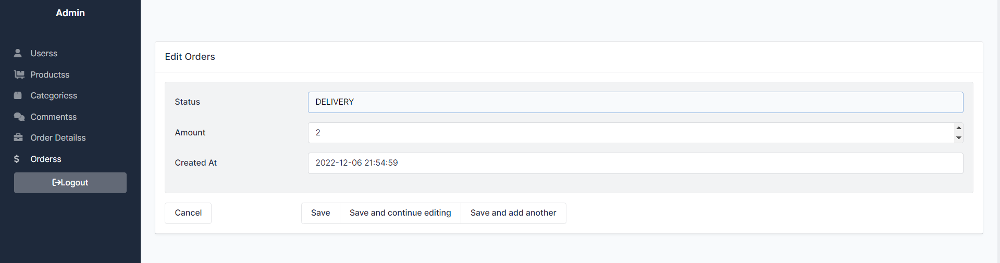 Admin
Userss
Productss
Categoriess
Commentss
Order Detailss
$ Orderss
Logout
Edit Orders
Status DELIVERY
Amount 2
Created At 2022-12-06 21:54:59
Cancel Save Save and continue editing Save and add another